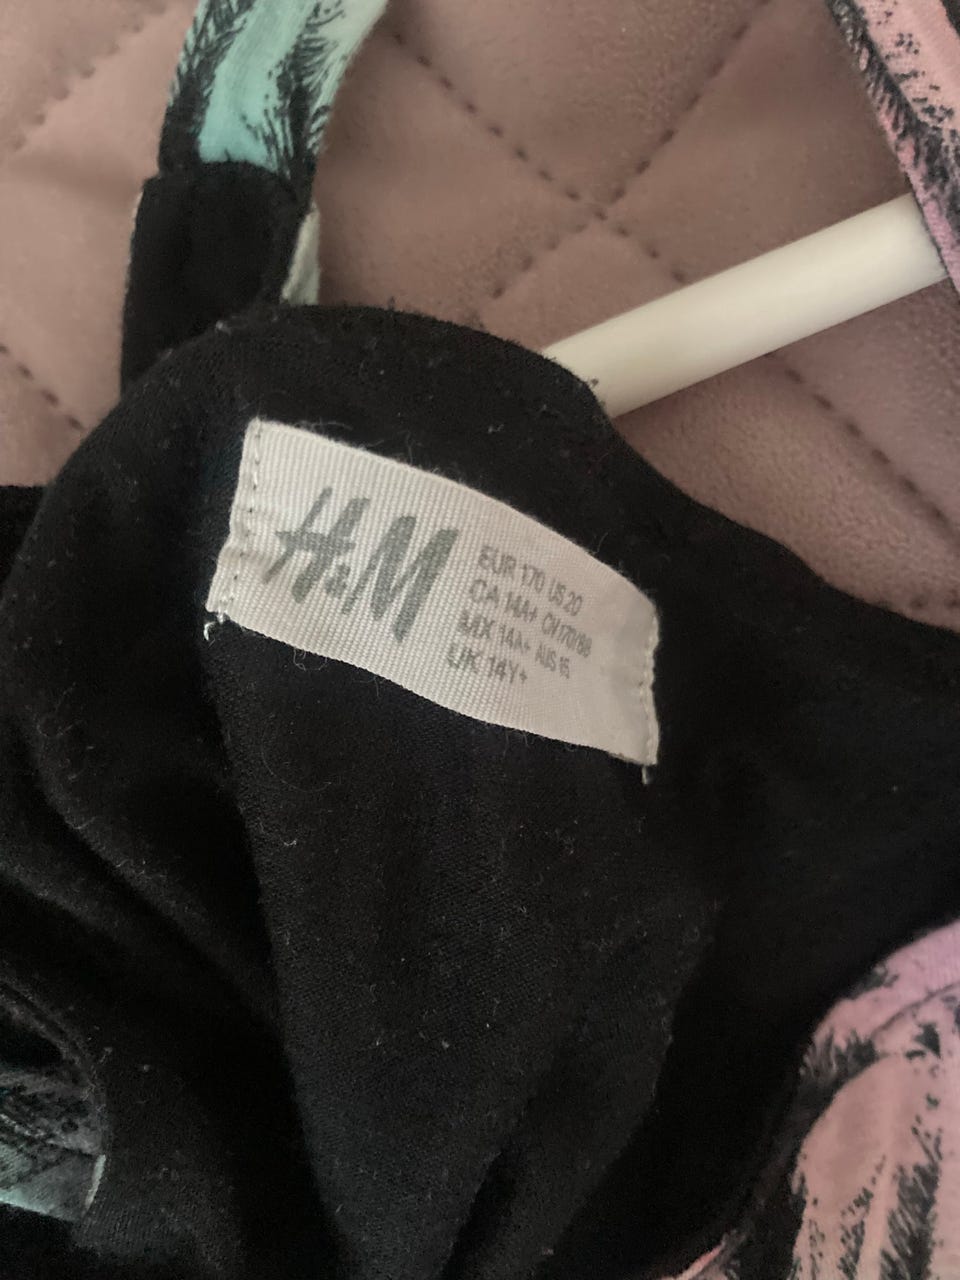 H&M
EUR 170 US 20
CA 14A+ CN 170/88
MX 14A+ AUS 15
UK 14Y+